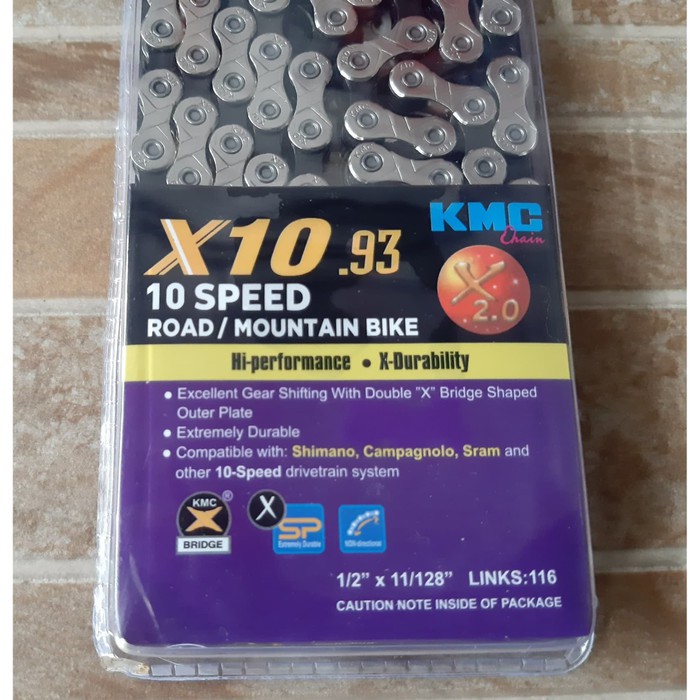 KMC
Chain
X10.93
X
2.0
10 SPEED
ROAD / MOUNTAIN BIKE
Hi-performance • X-Durability
• Excellent Gear Shifting With Double "X" Bridge Shaped
Outer Plate
• Extremely Durable
• Compatible with: Shimano, Campagnolo, Sram and
other 10-Speed drivetrain system
KMC ®
BRIDGE
X
SP
Extremely Durable
NON-directional
1/2" x 11/128" LINKS:116
CAUTION NOTE INSIDE OF PACKAGE